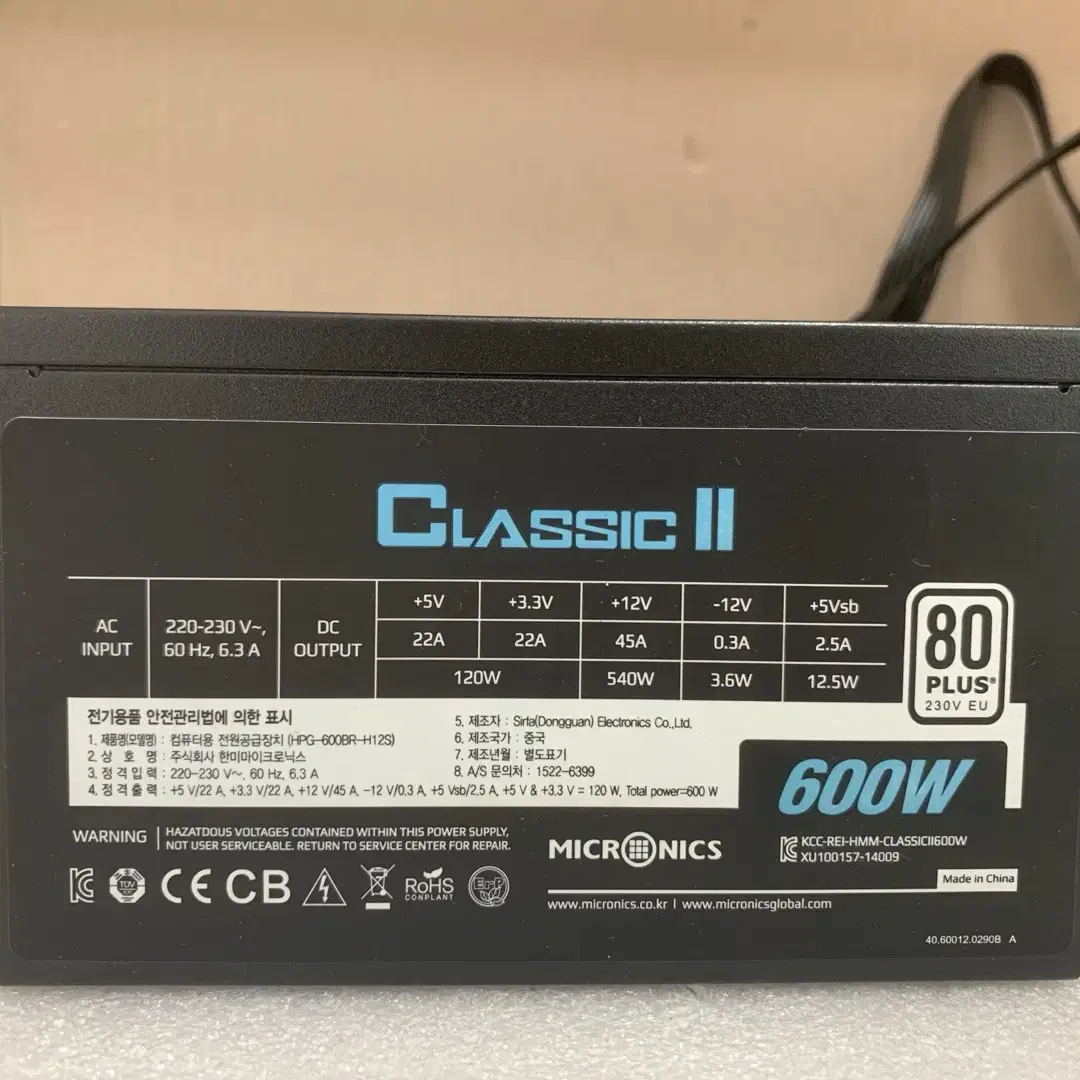 CLASSIC II
AC INPUT
220-230 V~, 60 Hz, 6.3 A
DC OUTPUT
+5V +3.3V +12V -12V +5Vsb
22A 22A 45A 0.3A 2.5A
120W 540W 3.6W 12.5W
80 PLUS®
230V EU
전기용품 안전관리법에 의한 표시
1. 제품명(모델명) : 컴퓨터용 전원공급장치 (HPG-600BR-H12S)
2. 상 호 명 : 주식회사 한미마이크로닉스
3. 정격입력 : 220-230 V~, 60 Hz, 6.3 A
4. 정격출력 : +5 V/22 A, +3.3 V/22 A, +12 V/45 A, -12 V/0.3 A, +5 Vsb/2.5 A, +5 V & +3.3 V = 120 W, Total power=600 W
5. 제조자 : Sirfa(Dongguan) Electronics Co.,Ltd.
6. 제조국가 : 중국
7. 제조년월 : 별도표기
8. A/S 문의처 : 1522-6399
600W
WARNING
HAZATDOUS VOLTAGES CONTAINED WITHIN THIS POWER SUPPLY,
NOT USER SERVICEABLE. RETURN TO SERVICE CENTER FOR REPAIR.
MICRONICS
KCC-REI-HMM-CLASSICII600W
XU100157-14009
Made in China
TUV CE CB RoHS
CONPLANT
ErP
www.micronics.co.kr | www.micronicsglobal.com
40.60012.0290B A